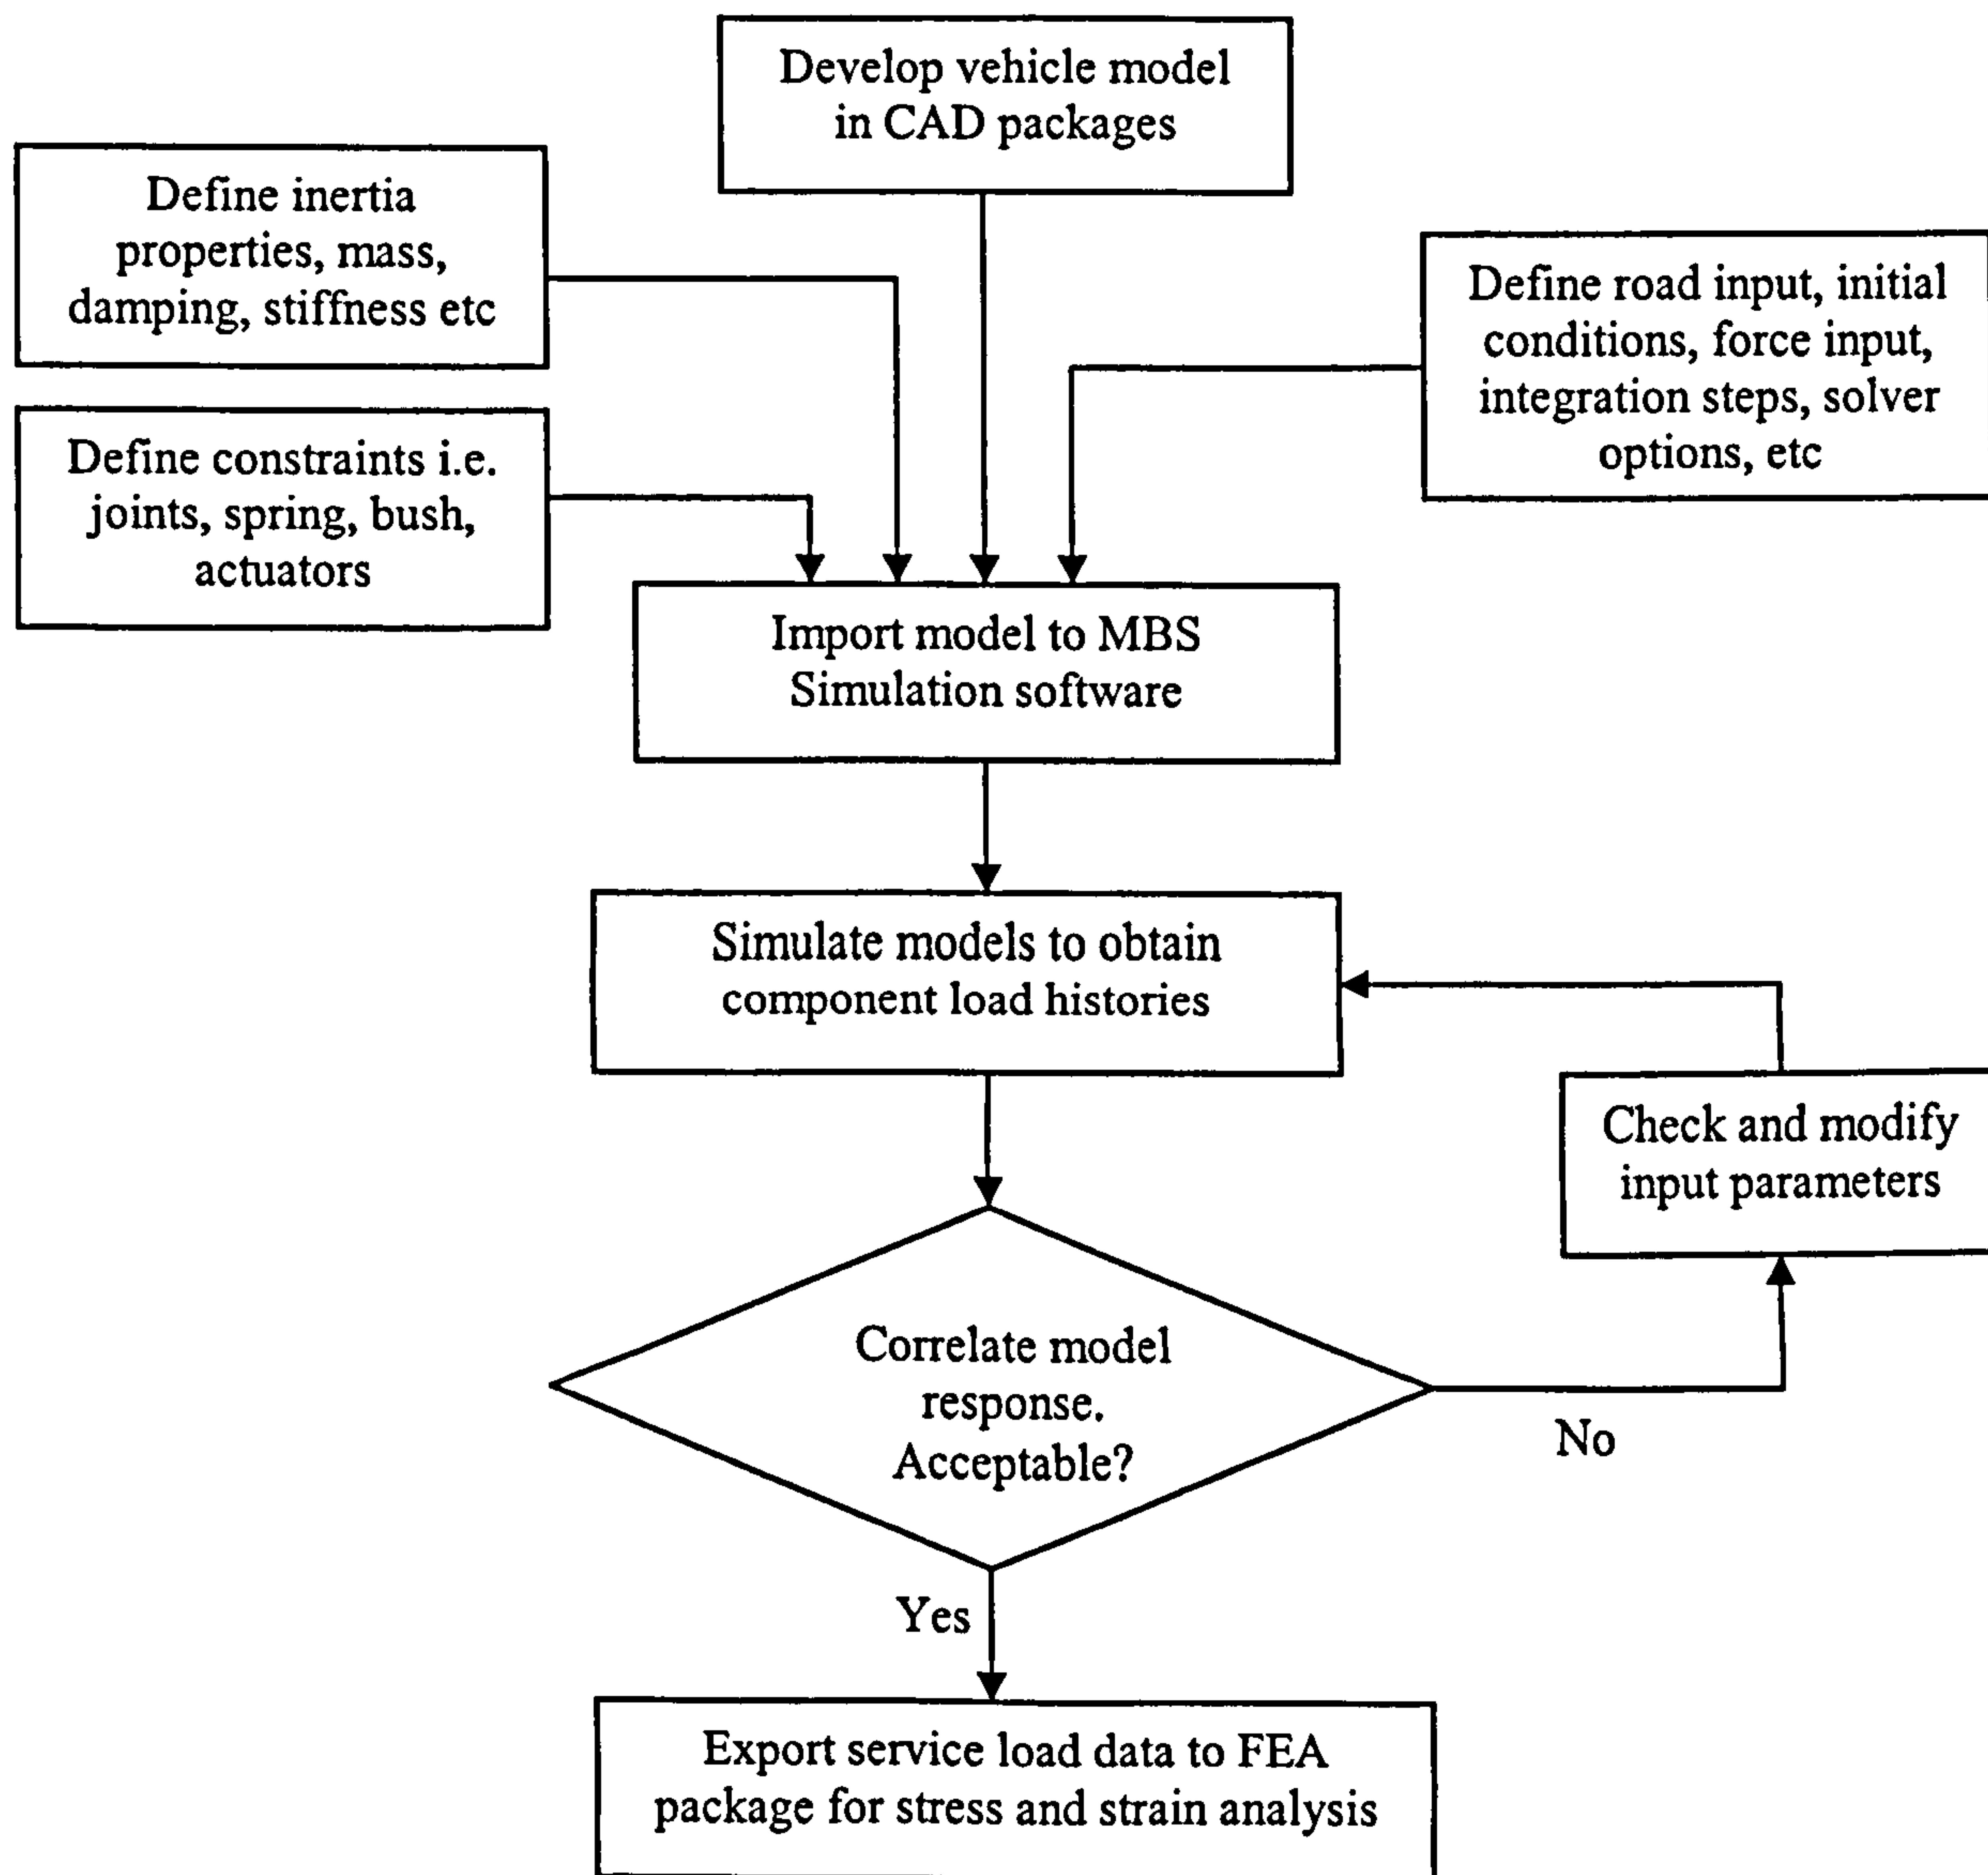 Develop vehicle model
in CAD packages
Define inertia
properties, mass,
damping, stiffness etc
Define road input, initial
conditions, force input,
integration steps, solver
options, etc
Define constraints i.e.
joints, spring, bush,
actuators
Import model to MBS
Simulation software
Simulate models to obtain
component load histories
Check and modify
input parameters
Correlate model
response.
Acceptable?
No
Yes
Export service load data to FEA
package for stress and strain analysis